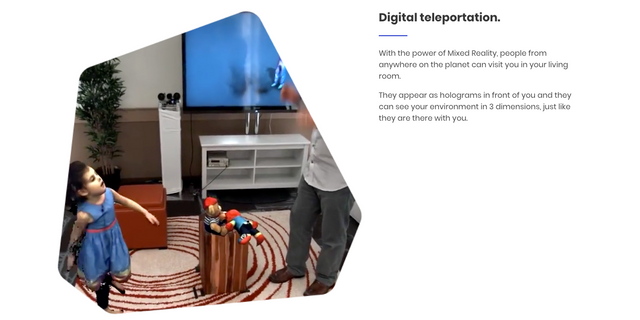 Digital teleportation.
With the power of Mixed Reality, people from
anywhere on the planet can visit you in your living
room.
They appear as holograms in front of you and they
can see your environment in 3 dimensions, just like
they are there with you.